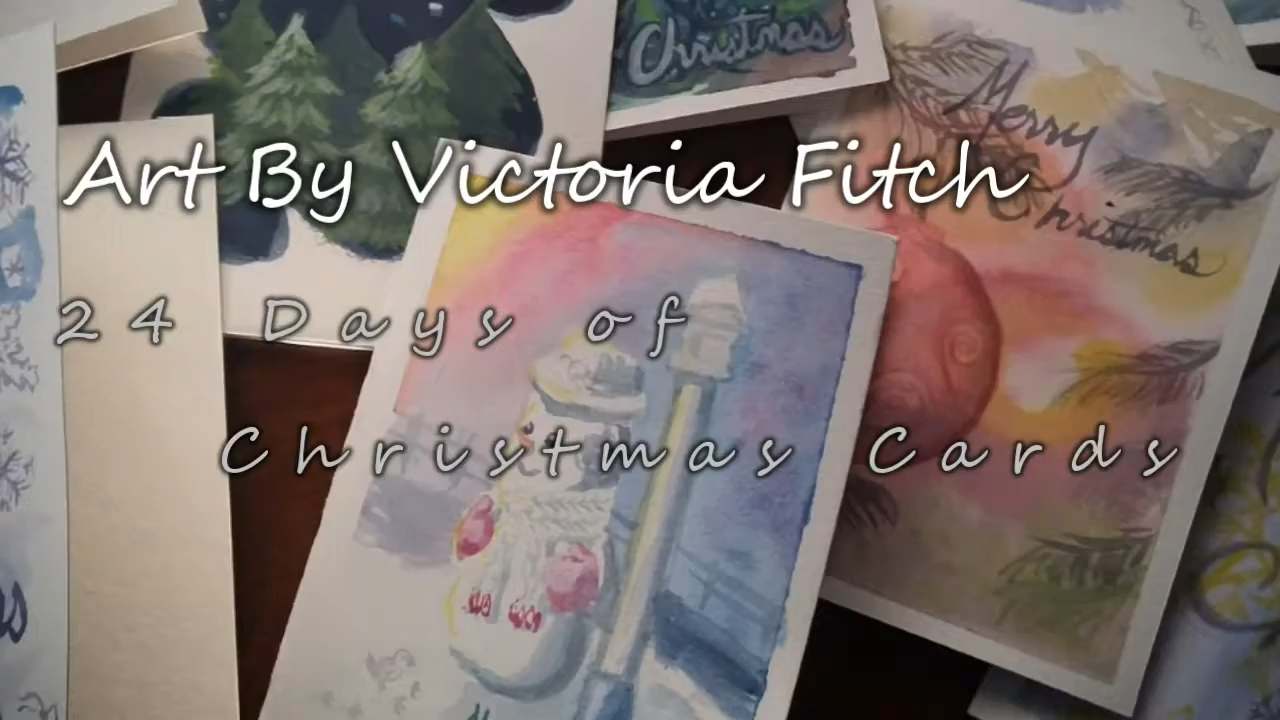 Christmas
Merry
Christmas
Art By Victoria Fitch
24 Days of
Christmas Cards